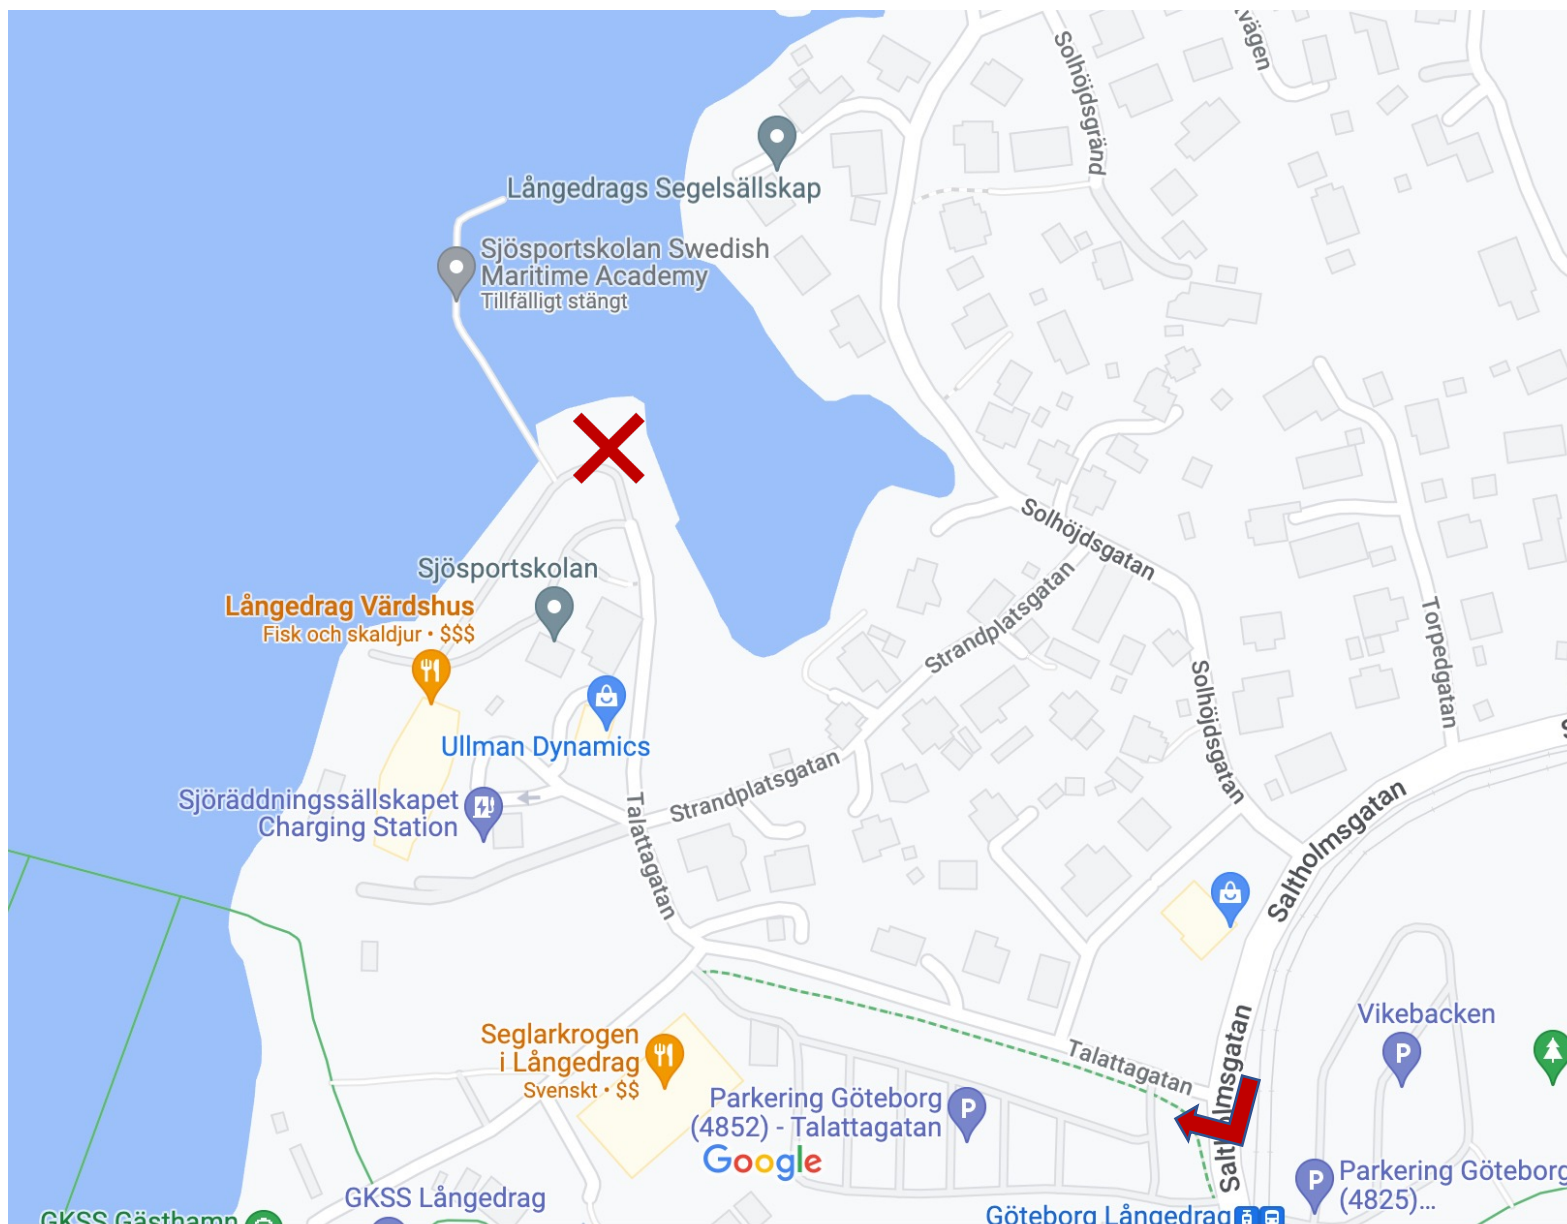 Solhöjdsgränd
vägen
Långedrags Segelsällskap
Sjösportskolan Swedish
Maritime Academy
Tillfälligt stängt
Solhöjdsgatan
Sjösportskolan
Långedrag Värdshus
Fisk och skaldjur • $$$
Strandplatsgatan
Torpedgatan
Solhöjdsgatan
Ullman Dynamics
Strandplatsgatan
Sjöräddningssällskapet
Charging Station
Talattagatan
Saltholmsgatan
Seglarkrogen
i Långedrag
Svenskt • $$
Vikebacken
P
Talattagatan
Saltholmsgatan
Parkering Göteborg
(4852) - Talattagatan
P
Google
Parkering Göteborg
(4825)...
P
GKSS Långedrag
GKSS Gästhamn
Göteborg Långedrag